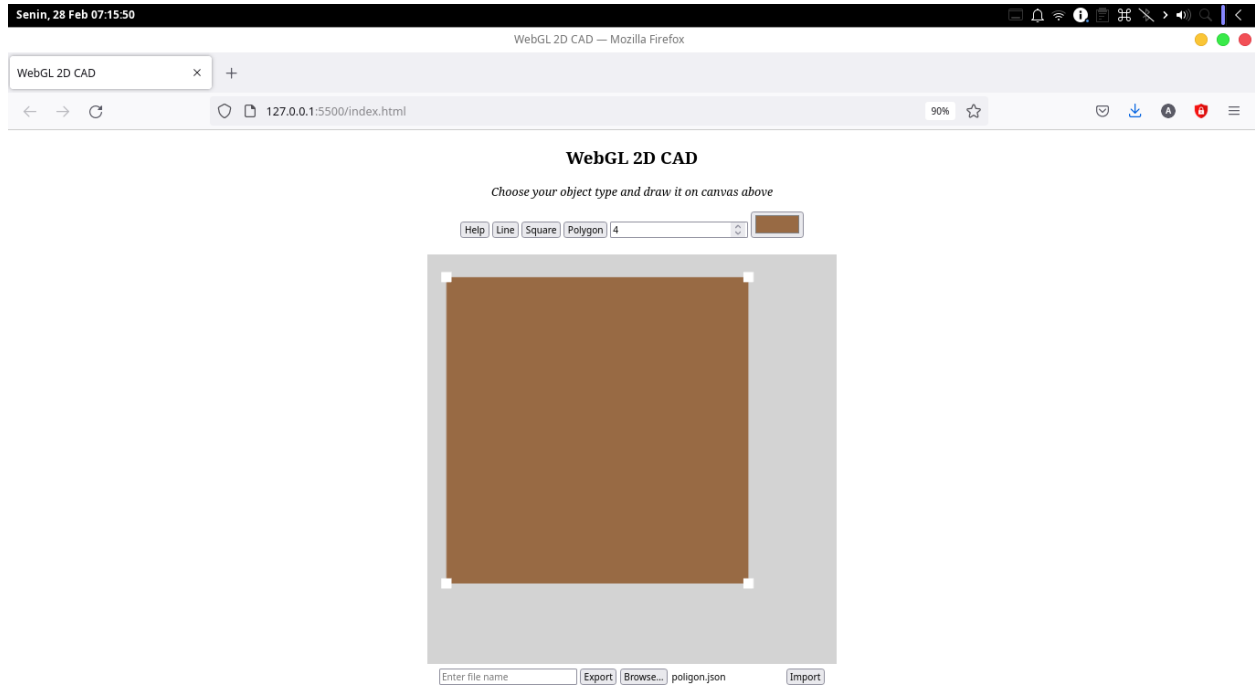 Senin, 28 Feb 07:15:50
WebGL 2D CAD — Mozilla Firefox
WebGL 2D CAD
127.0.0.1:5500/index.html
90%
A
WebGL 2D CAD
Choose your object type and draw it on canvas above
Help Line Square Polygon 4
Enter file name Export Browse... poligon.json Import